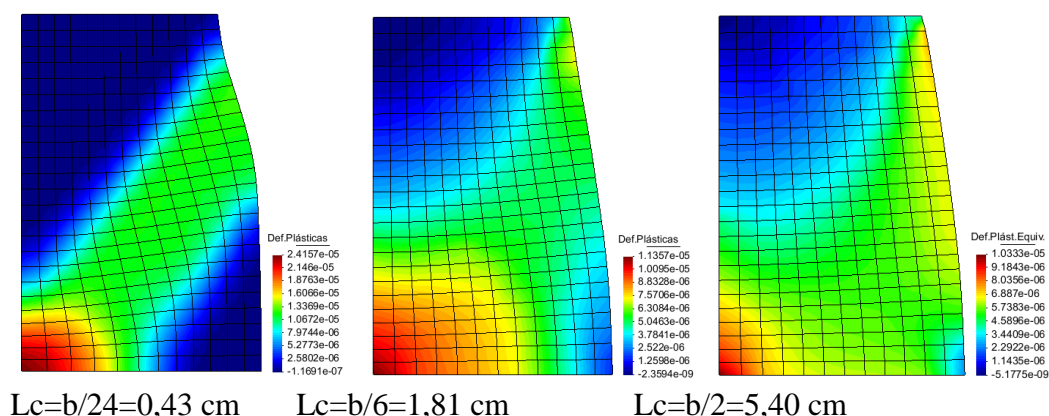 Def.Plásticas
2.4157e-05
2.146e-05
1.8763e-05
1.6066e-05
1.3369e-05
1.0672e-05
7.9744e-06
5.2773e-06
2.5802e-06
-1.1691e-07
Def.Plásticas
1.1357e-05
1.0095e-05
8.8328e-06
7.5706e-06
6.3084e-06
5.0463e-06
3.7841e-06
2.522e-06
1.2598e-06
-2.3594e-09
Def.Plást.Equiv.
1.0333e-05
9.1843e-06
8.0356e-06
6.887e-06
5.7383e-06
4.5896e-06
3.4409e-06
2.2922e-06
1.1435e-06
-5.1775e-09
Lc=b/24=0,43 cm
Lc=b/6=1,81 cm
Lc=b/2=5,40 cm